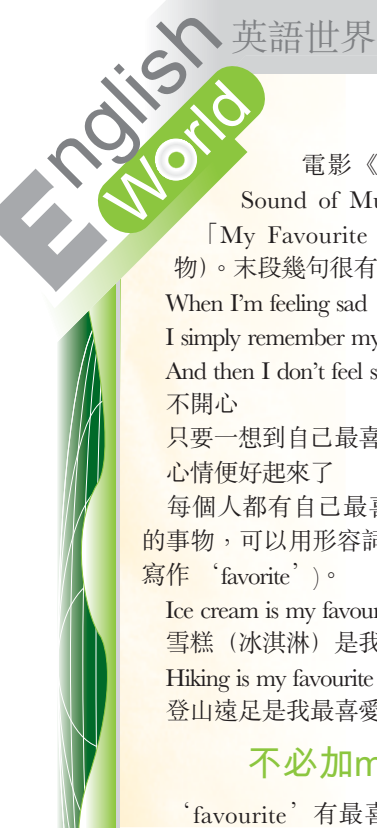 英語世界
English
World
電影《
Sound of Mu
「My Favourite
物）。末段幾句很有
When I'm feeling sad
I simply remember my
And then I don't feel s
不開心
只要一想到自己最喜
心情便好起來了
每個人都有自己最喜
的事物，可以用形容詞
寫作 ‘favorite’）。
Ice cream is my favour
雪糕（冰淇淋）是我
Hiking is my favourite
登山遠足是我最喜愛
不必加m
‘favourite’有最喜